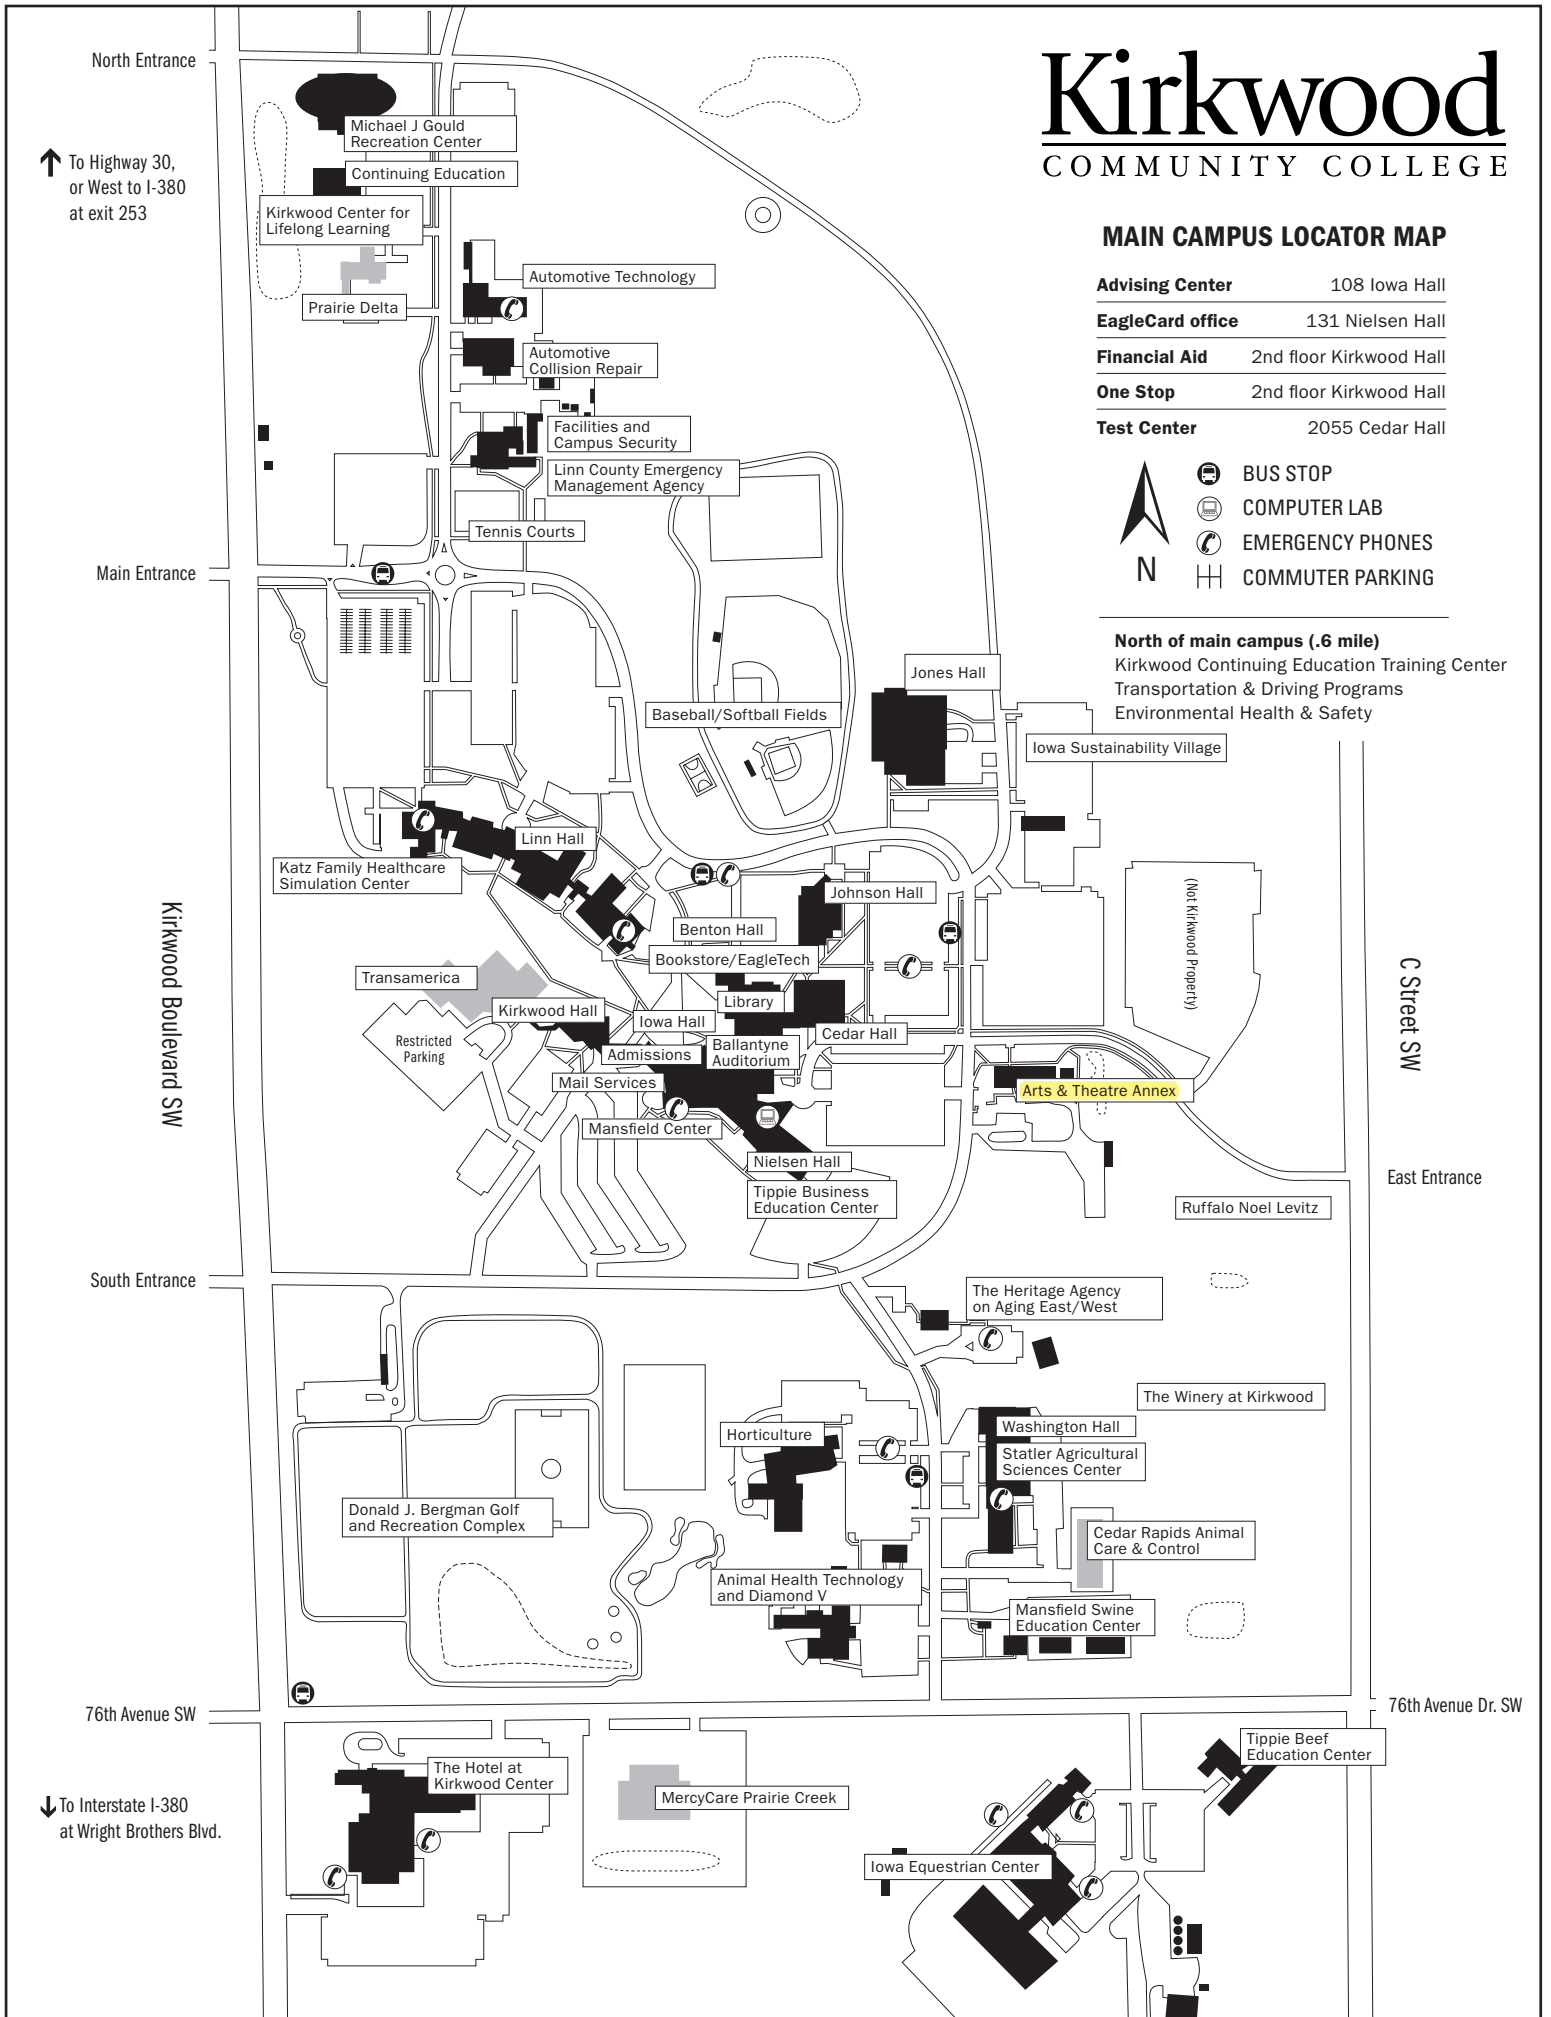 Kirkwood
COMMUNITY COLLEGE
MAIN CAMPUS LOCATOR MAP
Advising Center 108 Iowa Hall
EagleCard office 131 Nielsen Hall
Financial Aid 2nd floor Kirkwood Hall
One Stop 2nd floor Kirkwood Hall
Test Center 2055 Cedar Hall
BUS STOP
COMPUTER LAB
EMERGENCY PHONES
COMMUTER PARKING
N
North of main campus (.6 mile)
Kirkwood Continuing Education Training Center
Transportation & Driving Programs
Environmental Health & Safety
North Entrance
Michael J Gould
Recreation Center
To Highway 30,
or West to I-380
at exit 253
Continuing Education
Kirkwood Center for
Lifelong Learning
Automotive Technology
Prairie Delta
Automotive
Collision Repair
Facilities and
Campus Security
Linn County Emergency
Management Agency
Tennis Courts
Main Entrance
Jones Hall
Baseball/Softball Fields
Iowa Sustainability Village
Linn Hall
Katz Family Healthcare
Simulation Center
Johnson Hall
(Not Kirkwood Property)
Kirkwood Boulevard SW
C Street SW
Benton Hall
Bookstore/EagleTech
Transamerica
Library
Kirkwood Hall
Iowa Hall
Cedar Hall
Restricted
Parking
Admissions
Ballantyne
Auditorium
Mail Services
Arts & Theatre Annex
Mansfield Center
Nielsen Hall
East Entrance
Tippie Business
Education Center
Ruffalo Noel Levitz
South Entrance
The Heritage Agency
on Aging East/West
The Winery at Kirkwood
Washington Hall
Horticulture
Statler Agricultural
Sciences Center
Donald J. Bergman Golf
and Recreation Complex
Cedar Rapids Animal
Care & Control
Animal Health Technology
and Diamond V
Mansfield Swine
Education Center
76th Avenue SW
76th Avenue Dr. SW
Tippie Beef
Education Center
The Hotel at
Kirkwood Center
MercyCare Prairie Creek
To Interstate I-380
at Wright Brothers Blvd.
Iowa Equestrian Center